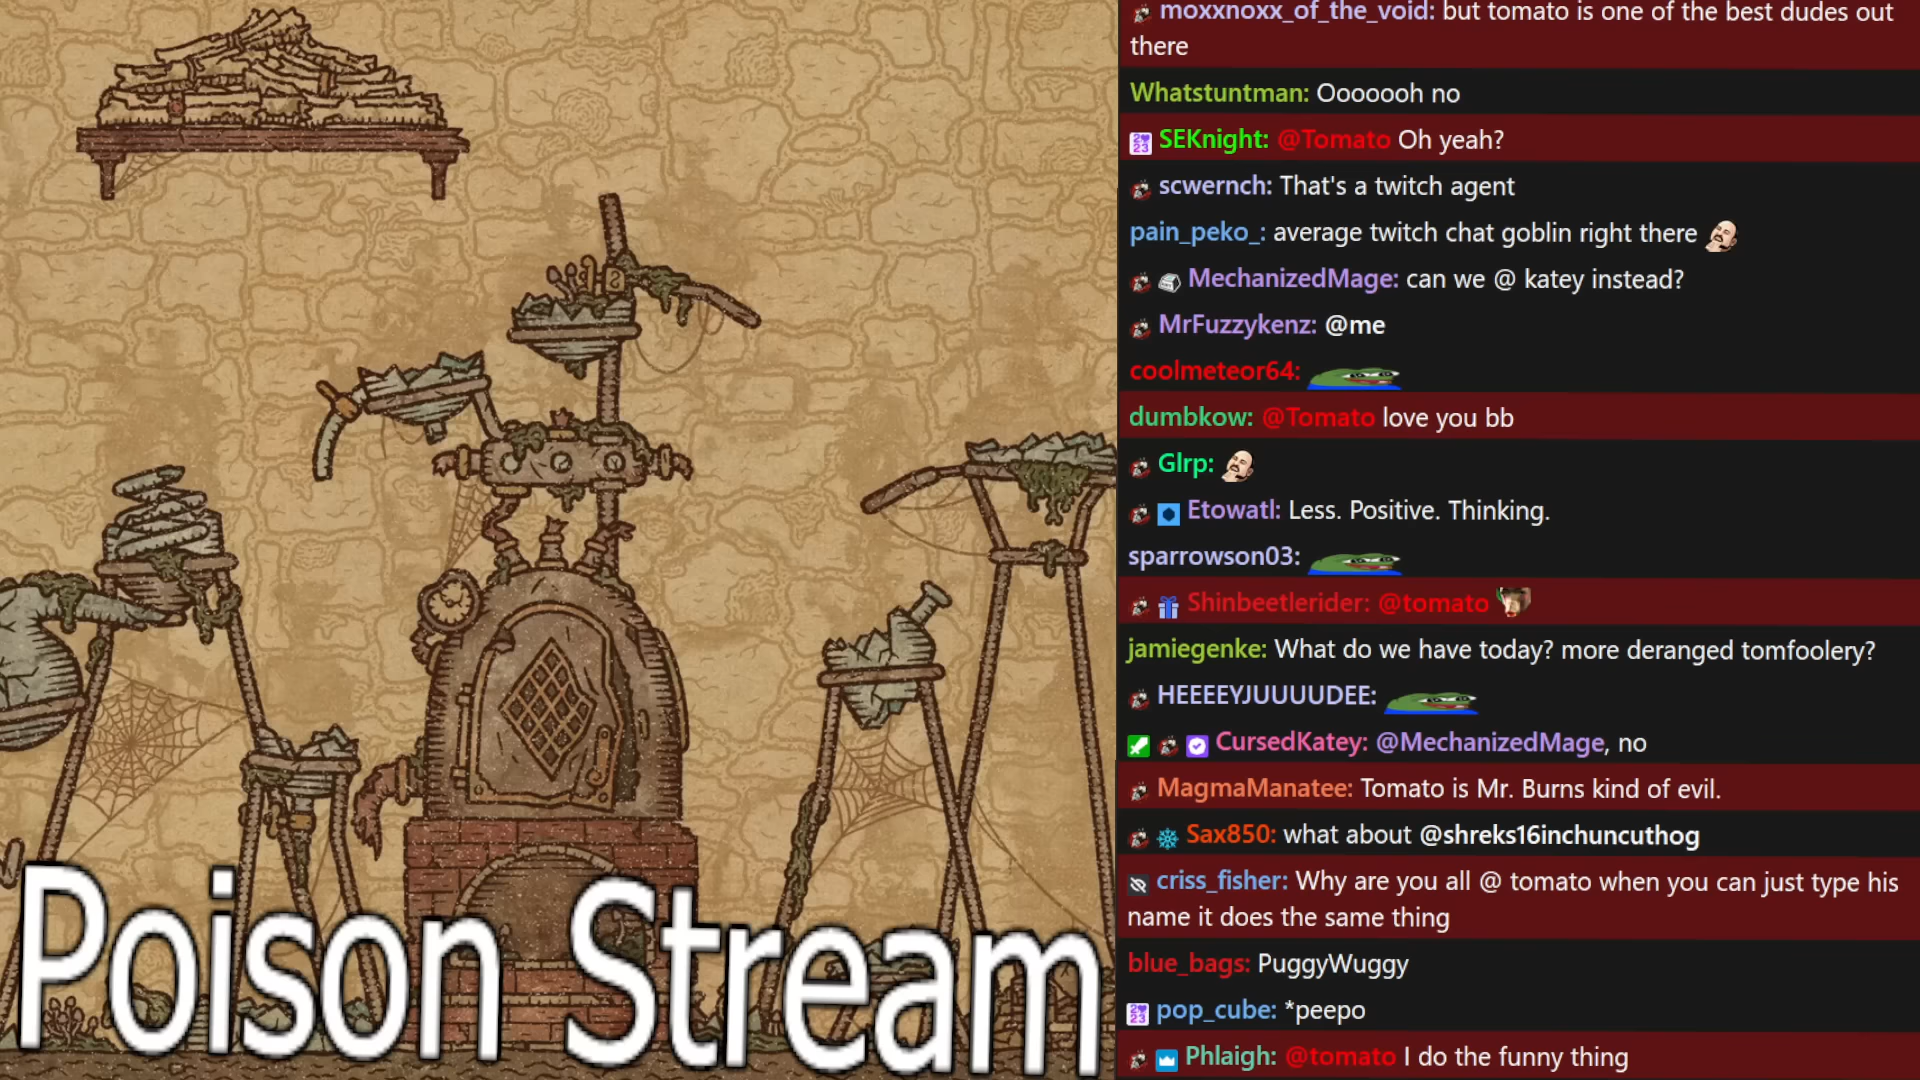 moxxnoxx_of_the_void: but tomato is one of the best dudes out
there
Whatstuntman: Ooooooh no
SEKnight: @Tomato Oh yeah?
scwernch: That's a twitch agent
pain_peko_: average twitch chat goblin right there
MechanizedMage: can we @ katey instead?
MrFuzzykenz: @me
coolmeteor64:
dumbkow: @Tomato love you bb
Glrp:
Etowatl: Less. Positive. Thinking.
sparrowson03:
Shinbeetlerider: @tomato
jamiegenke: What do we have today? more deranged tomfoolery?
HEEEEYJUUUUDEE:
CursedKatey: @MechanizedMage, no
MagmaManatee: Tomato is Mr. Burns kind of evil.
Sax850: what about @shreks16inchuncuthog
criss_fisher: Why are you all @ tomato when you can just type his
name it does the same thing
blue_bags: PuggyWuggy
pop_cube: *peepo
Phlaigh: @tomato I do the funny thing
Poison Stream